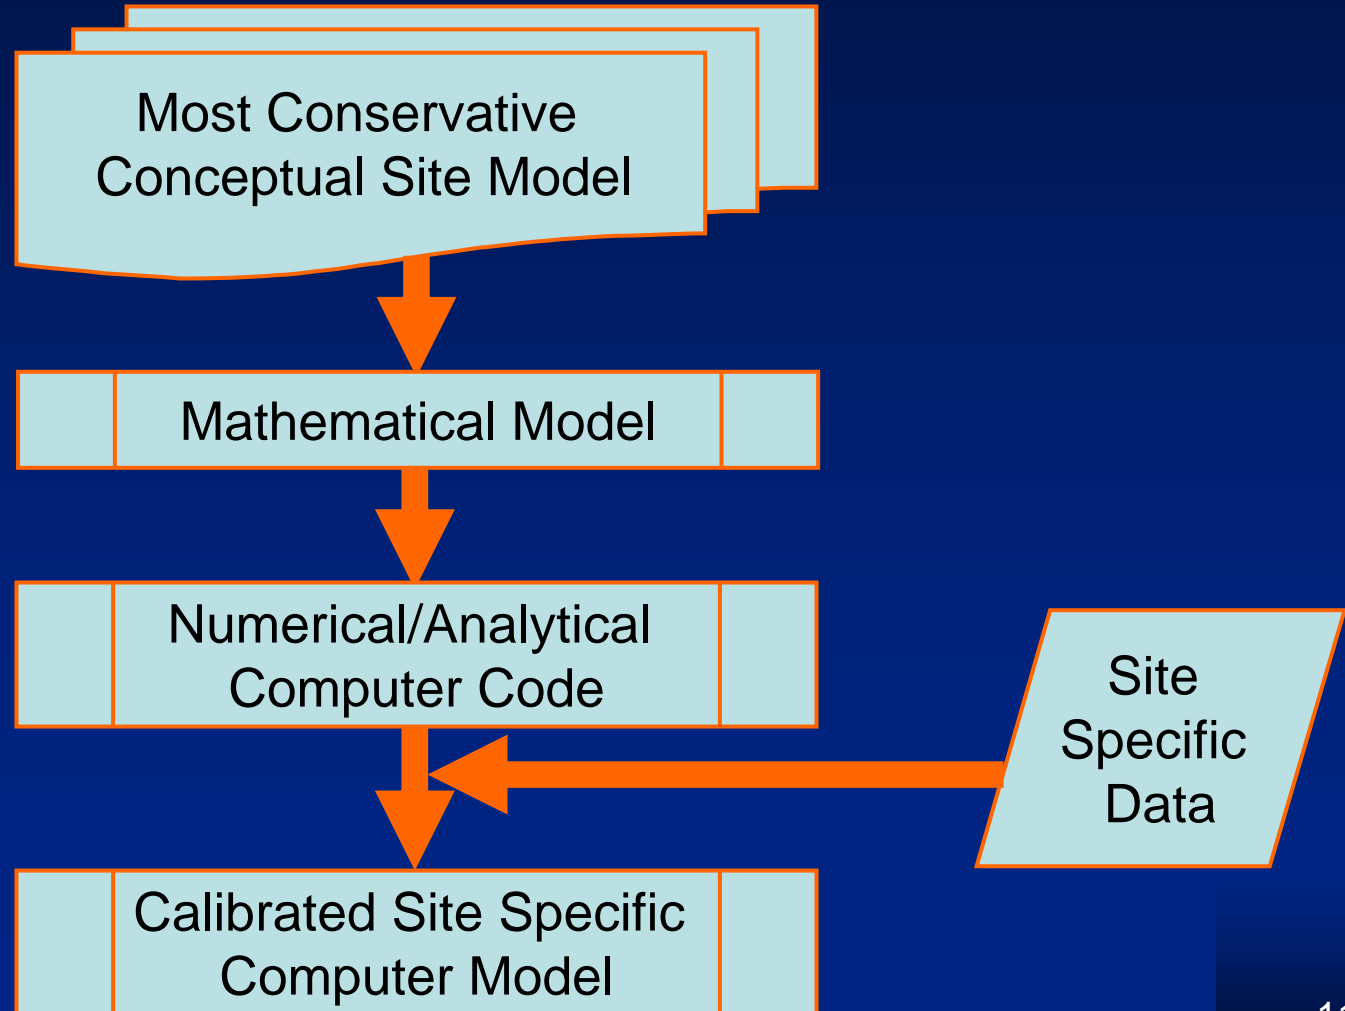 Most Conservative
Conceptual Site Model
Mathematical Model
Numerical/Analytical
Computer Code
Site
Specific
Data
Calibrated Site Specific
Computer Model